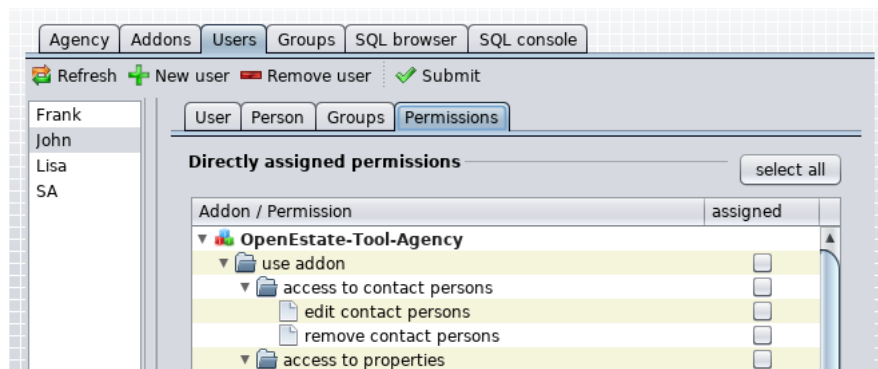 Agency Addons Users Groups SQL browser SQL console
Refresh New user Remove user Submit
Frank
John
Lisa
SA
User Person Groups Permissions
Directly assigned permissions select all
Addon / Permission assigned
OpenEstate-Tool-Agency
use addon
access to contact persons
edit contact persons
remove contact persons
access to properties